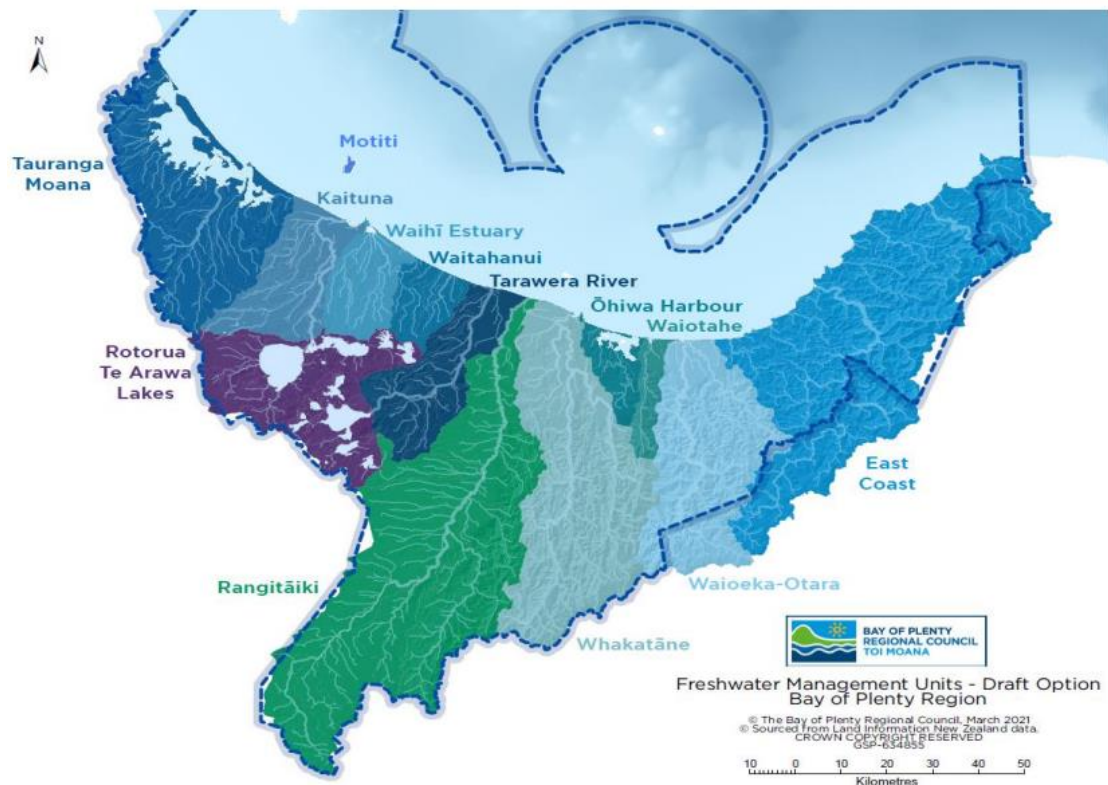 N
Motiti
Tauranga
Moana
Kaituna
Waihī Estuary
Waitahanui
Tarawera River
Ōhiwa Harbour
Waiotahe
Rotorua
Te Arawa
Lakes
East
Coast
Rangitāiki
Waioeka-Otara
Whakatāne
BAY OF PLENTY
REGIONAL COUNCIL
TOI MOANA
Freshwater Management Units - Draft Option
Bay of Plenty Region
© The Bay of Plenty Regional Council, March 2021
© Sourced from Land Information New Zealand data.
CROWN COPYRIGHT RESERVED
GSP-634855
10 0 10 20 30 40 50
Kilometres